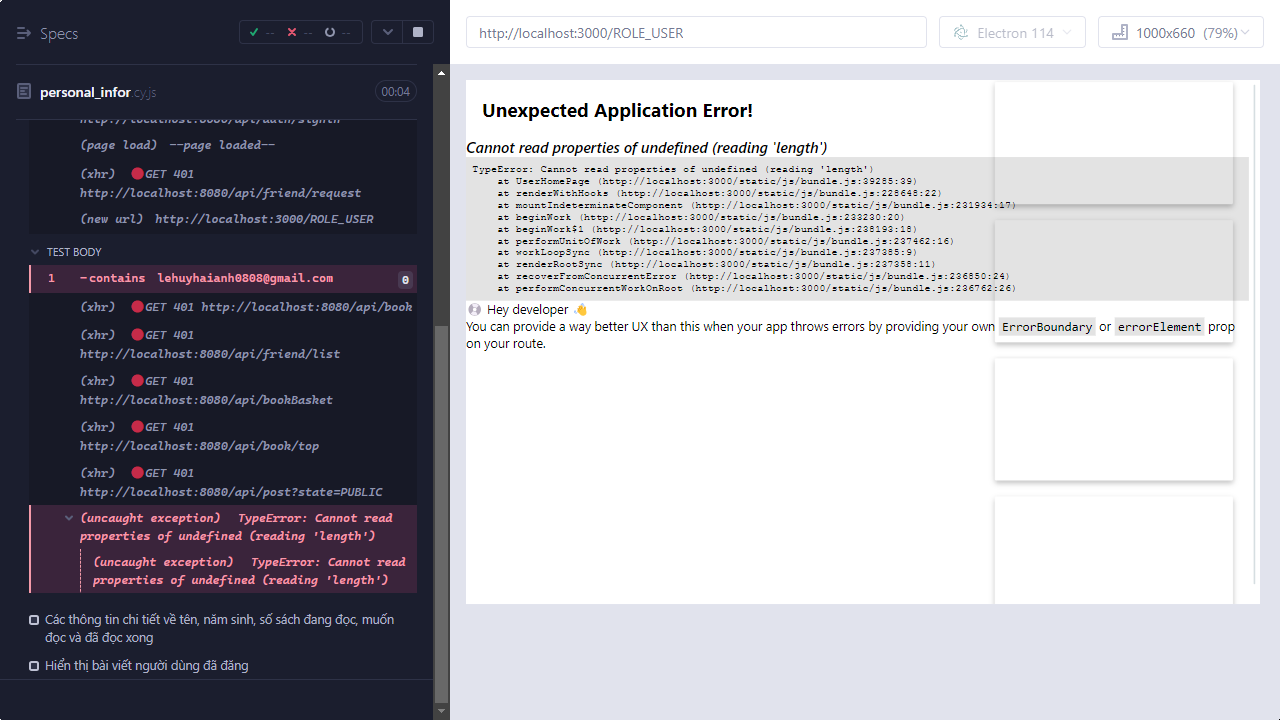 Specs
-- -- --
personal_infor.cy.js
00:04
http://localhost:8080/api/auth/signin
(page load) --page loaded--
(xhr) GET 401
http://localhost:8080/api/friend/request
(new url) http://localhost:3000/ROLE_USER
TEST BODY
1 -contains lehuyhaianh0808@gmail.com 0
(xhr) GET 401 http://localhost:8080/api/book
(xhr) GET 401
http://localhost:8080/api/friend/list
(xhr) GET 401
http://localhost:8080/api/bookBasket
(xhr) GET 401
http://localhost:8080/api/book/top
(xhr) GET 401
http://localhost:8080/api/post?state=PUBLIC
(uncaught exception) TypeError: Cannot read
properties of undefined (reading 'length')
(uncaught exception) TypeError: Cannot read
properties of undefined (reading 'length')
Các thông tin chi tiết về tên, năm sinh, số sách đang đọc, muốn
đọc và đã đọc xong
Hiển thị bài viết người dùng đã đăng
http://localhost:3000/ROLE_USER
Electron 114
1000x660 (79%)
Unexpected Application Error!
Cannot read properties of undefined (reading 'length')
TypeError: Cannot read properties of undefined (reading 'length')
at UserHomePage (http://localhost:3000/static/js/bundle.js:39285:39)
at renderWithHooks (http://localhost:3000/static/js/bundle.js:228648:22)
at mountIndeterminateComponent (http://localhost:3000/static/js/bundle.js:231934:17)
at beginWork (http://localhost:3000/static/js/bundle.js:233230:20)
at beginWork$1 (http://localhost:3000/static/js/bundle.js:238193:18)
at performUnitOfWork (http://localhost:3000/static/js/bundle.js:237462:16)
at workLoopSync (http://localhost:3000/static/js/bundle.js:237385:9)
at renderRootSync (http://localhost:3000/static/js/bundle.js:237358:11)
at recoverFromConcurrentError (http://localhost:3000/static/js/bundle.js:236850:24)
at performConcurrentWorkOnRoot (http://localhost:3000/static/js/bundle.js:236762:26)
💿 Hey developer 👋
You can provide a way better UX than this when your app throws errors by providing your own ErrorBoundary or errorElement prop
on your route.